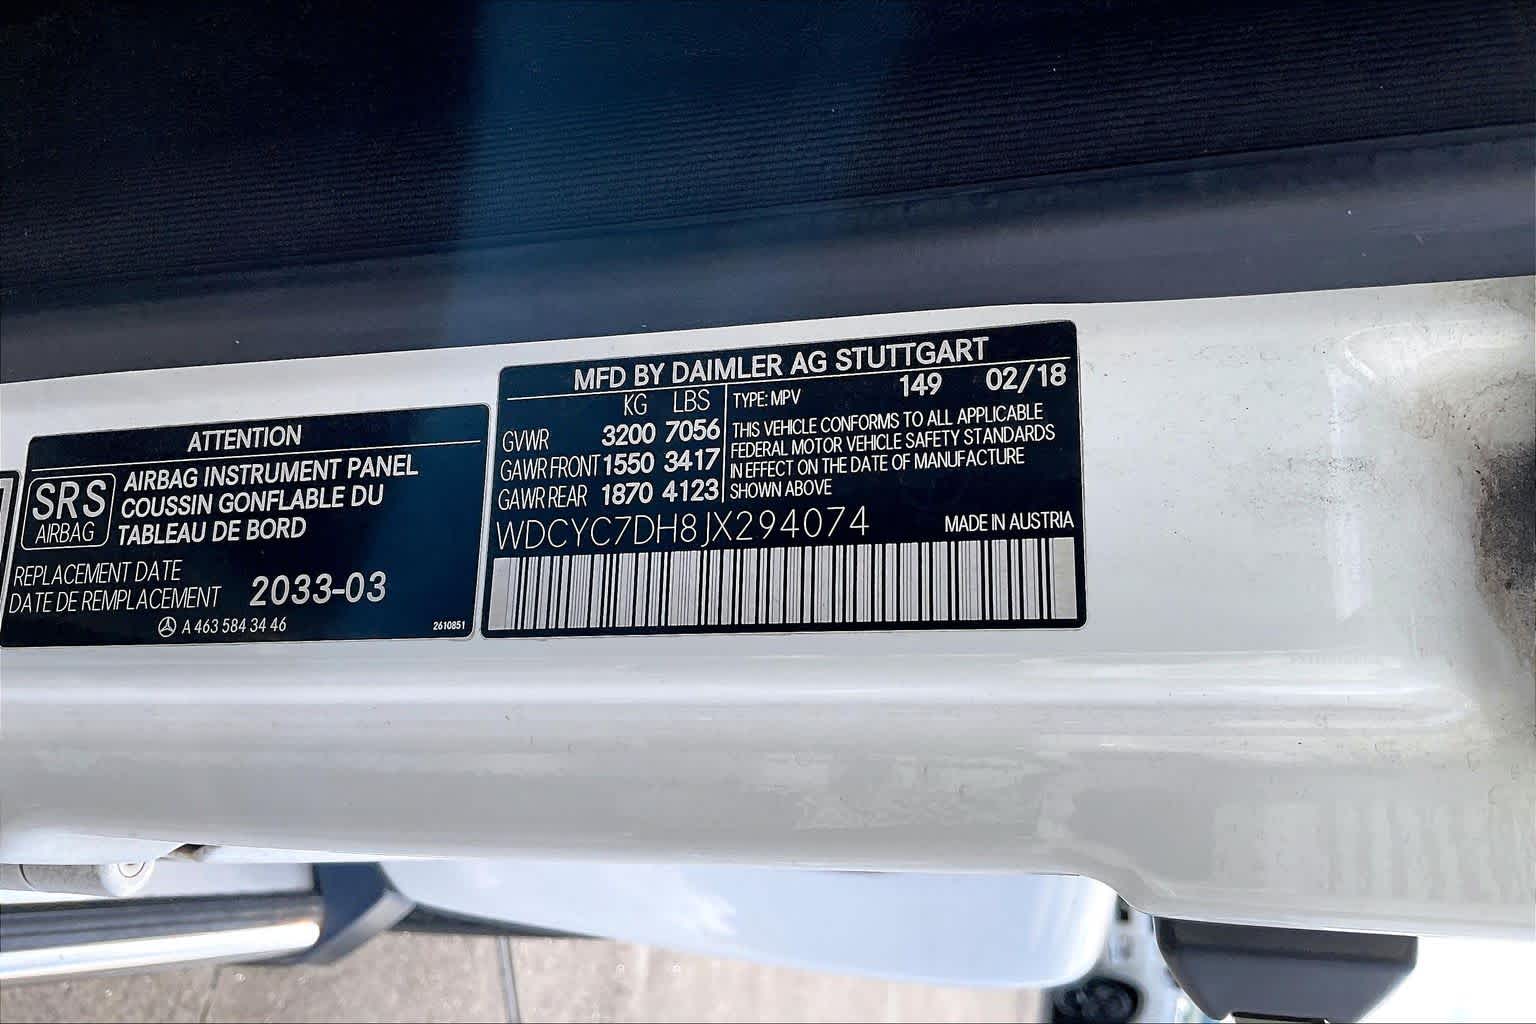 ATTENTION
SRS
AIRBAG
AIRBAG INSTRUMENT PANEL
COUSSIN GONFLABLE DU
TABLEAU DE BORD
REPLACEMENT DATE
DATE DE REMPLACEMENT
2033-03
A 463 584 34 46
2610851
MFD BY DAIMLER AG STUTTGART
KG LBS
GVWR 3200 7056
GAWR FRONT 1550 3417
GAWR REAR 1870 4123
TYPE: MPV 149 02/18
THIS VEHICLE CONFORMS TO ALL APPLICABLE
FEDERAL MOTOR VEHICLE SAFETY STANDARDS
IN EFFECT ON THE DATE OF MANUFACTURE
SHOWN ABOVE
WDCYC7DH8JX294074
MADE IN AUSTRIA